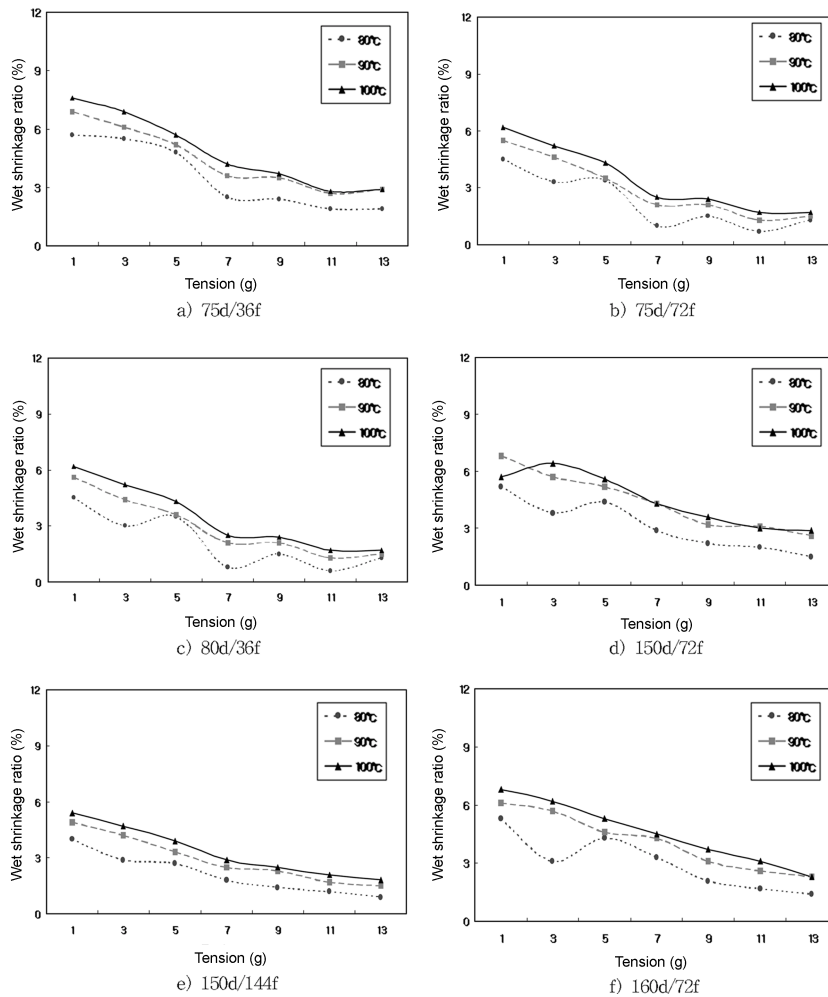 12
9
6
3
0
Wet shrinkage ratio (%)
80℃
90℃
100℃
1 3 5 7 9 11 13
Tension (g)
a) 75d/36f
12
9
6
3
0
Wet shrinkage ratio (%)
80℃
90℃
100℃
1 3 5 7 9 11 13
Tension (g)
b) 75d/72f
12
9
6
3
0
Wet shrinkage ratio (%)
80℃
90℃
100℃
1 3 5 7 9 11 13
Tension (g)
c) 80d/36f
12
9
6
3
0
Wet shrinkage ratio (%)
80℃
90℃
100℃
1 3 5 7 9 11 13
Tension (g)
d) 150d/72f
12
9
6
3
0
Wet shrinkage ratio (%)
80℃
90℃
100℃
1 3 5 7 9 11 13
Tension (g)
e) 150d/144f
12
9
6
3
0
Wet shrinkage ratio (%)
80℃
90℃
100℃
1 3 5 7 9 11 13
Tension (g)
f) 160d/72f